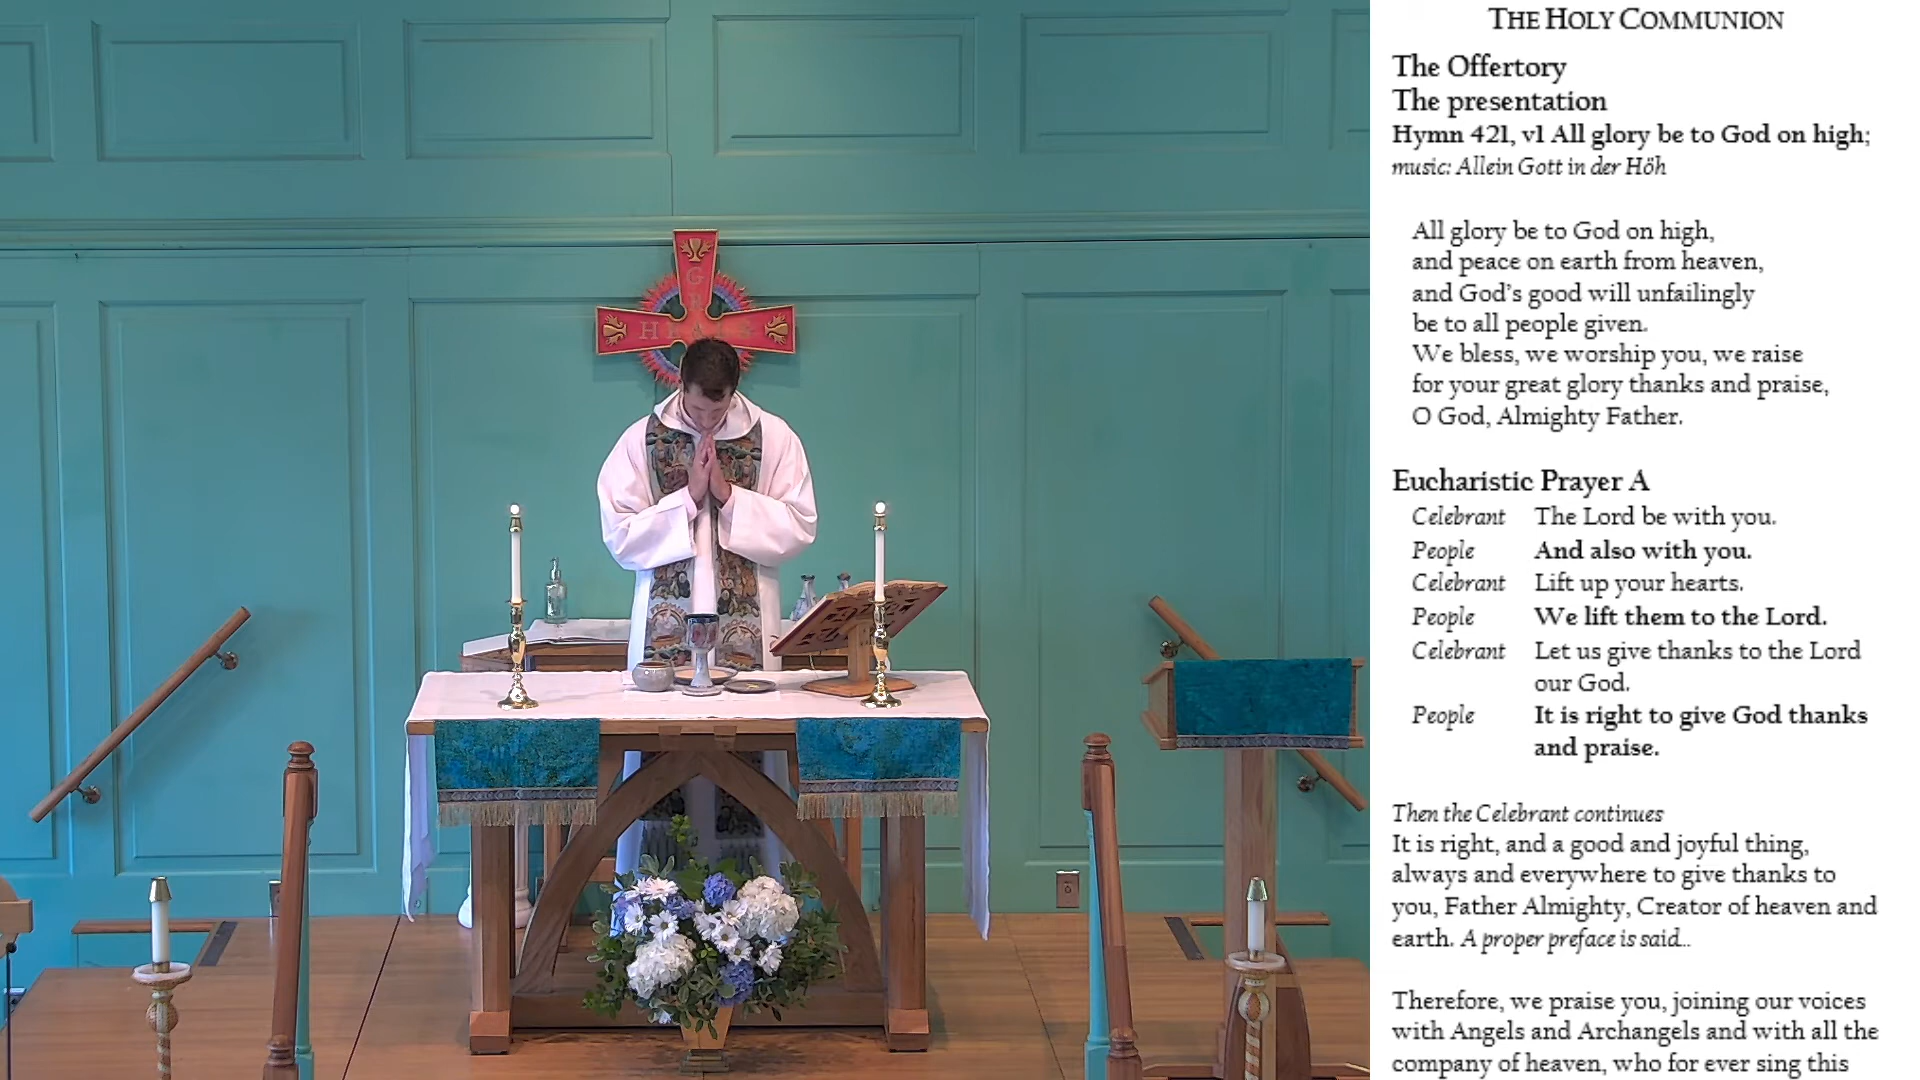 THE HOLY COMMUNION
The Offertory
The presentation
Hymn 421, v1 All glory be to God on high;
music: Allein Gott in der Höh
All glory be to God on high,
and peace on earth from heaven,
and God's good will unfailingly
be to all people given.
We bless, we worship you, we raise
for your great glory thanks and praise,
O God, Almighty Father.
Eucharistic Prayer A
Celebrant The Lord be with you.
People And also with you.
Celebrant Lift up your hearts.
People We lift them to the Lord.
Celebrant Let us give thanks to the Lord
our God.
People It is right to give God thanks
and praise.
Then the Celebrant continues
It is right, and a good and joyful thing,
always and everywhere to give thanks to
you, Father Almighty, Creator of heaven and
earth. A proper preface is said...
Therefore, we praise you, joining our voices
with Angels and Archangels and with all the
company of heaven, who for ever sing this